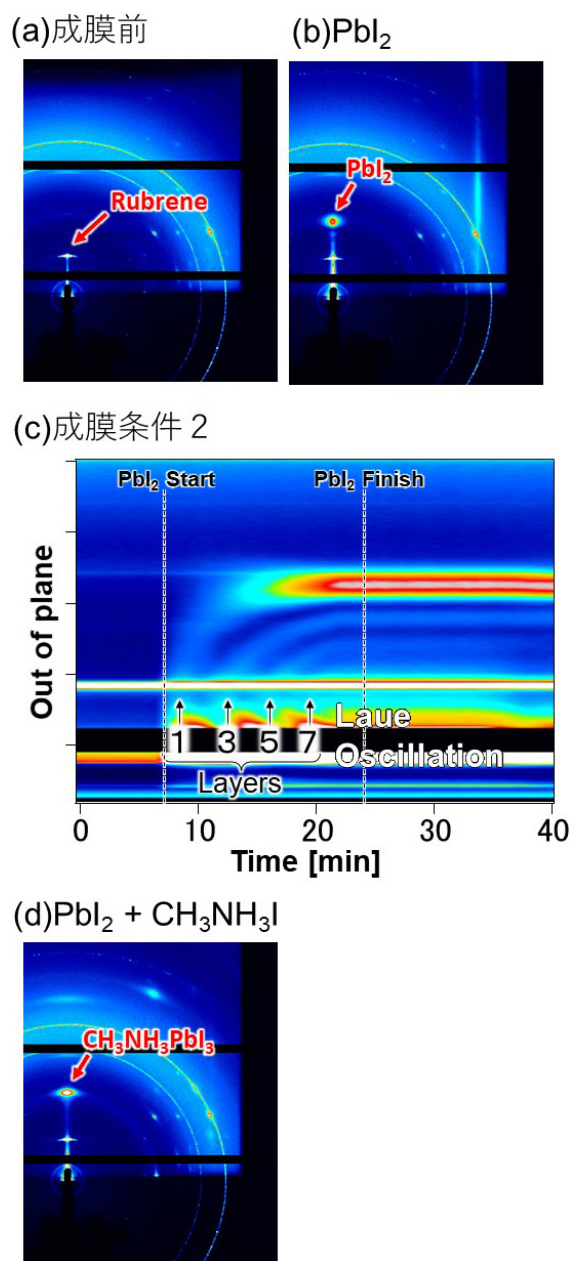 (a)成膜前
(b)PbI₂
Rubrene
PbI₂
(c)成膜条件２
PbI₂ Start
PbI₂ Finish
Out of plane
1 3 5 7
Layers
Laue
Oscillation
0 10 20 30 40
Time [min]
(d)PbI₂ + CH₃NH₃I
CH₃NH₃PbI₃